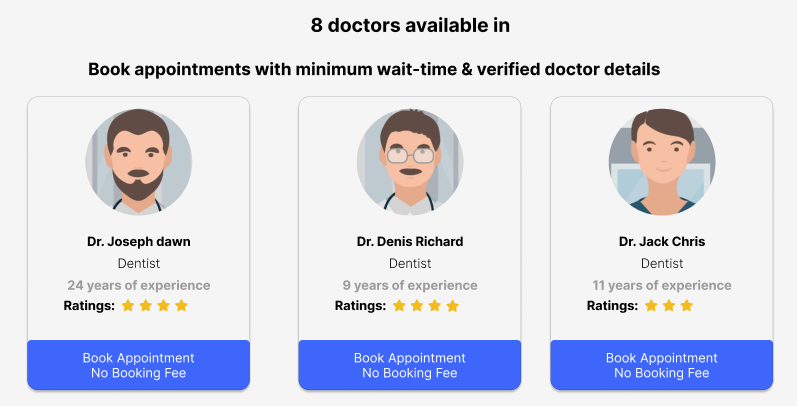 8 doctors available in
Book appointments with minimum wait-time & verified doctor details
Dr. Joseph dawn
Dentist
24 years of experience
Ratings:
Book Appointment
No Booking Fee
Dr. Denis Richard
Dentist
9 years of experience
Ratings:
Book Appointment
No Booking Fee
Dr. Jack Chris
Dentist
11 years of experience
Ratings:
Book Appointment
No Booking Fee